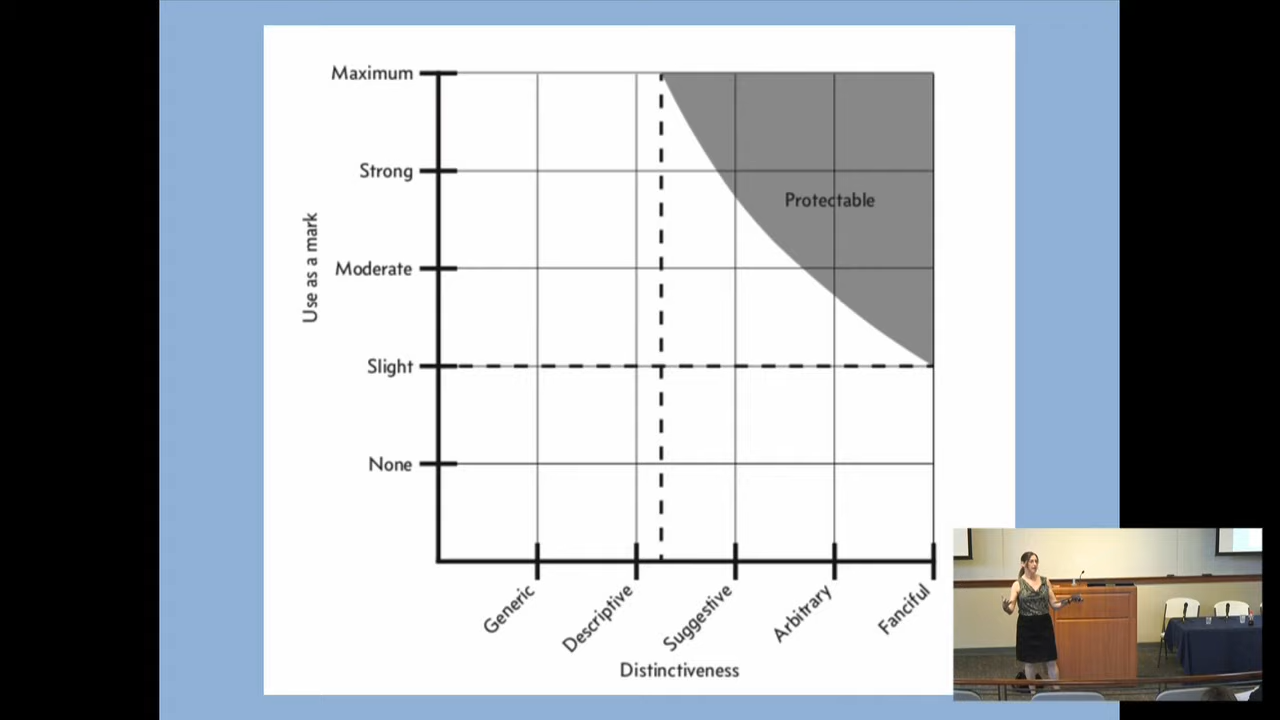 Maximum
Strong
Protectable
Use as a mark
Moderate
Slight
None
Generic
Descriptive
Suggestive
Arbitrary
Fanciful
Distinctiveness